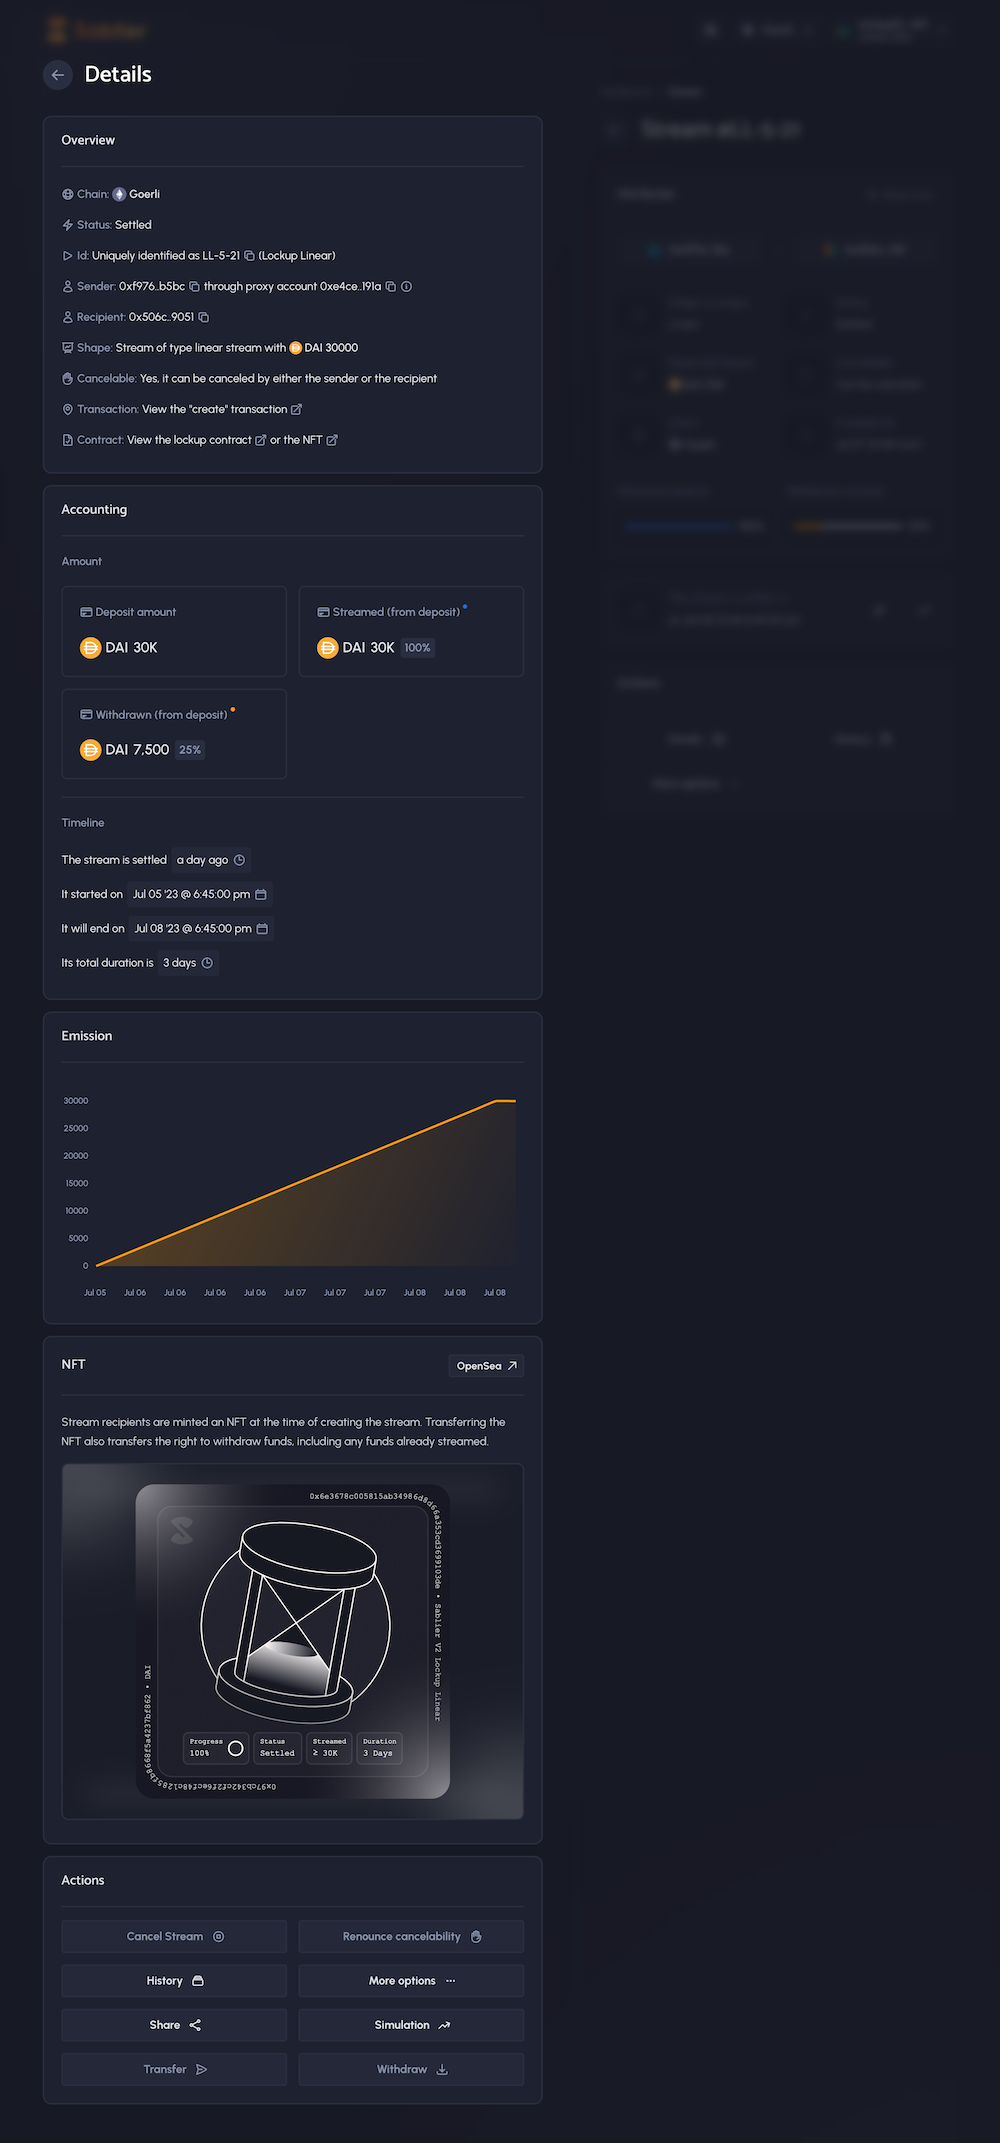 Sablier
Details
Overview
Chain: Goerli
Status: Settled
Id: Uniquely identified as LL-5-21 (Lockup Linear)
Sender: 0xf976..b5bc through proxy account 0xe4ce..191a
Recipient: 0x506c..9051
Shape: Stream of type linear stream with DAI 30000
Cancelable: Yes, it can be canceled by either the sender or the recipient
Transaction: View the "create" transaction
Contract: View the lockup contract or the NFT
Accounting
Amount
Deposit amount
DAI 30K
Streamed (from deposit)
DAI 30K 100%
Withdrawn (from deposit)
DAI 7,500 25%
Timeline
The stream is settled a day ago
It started on Jul 05 '23 @ 6:45:00 pm
It will end on Jul 08 '23 @ 6:45:00 pm
Its total duration is 3 days
Emission
30000
25000
20000
15000
10000
5000
0
Jul 05 Jul 06 Jul 06 Jul 06 Jul 06 Jul 07 Jul 07 Jul 07 Jul 08 Jul 08 Jul 08
NFT
OpenSea
Stream recipients are minted an NFT at the time of creating the stream. Transferring the
NFT also transfers the right to withdraw funds, including any funds already streamed.
0x6e3678c005815ab34986d8d66a353cd3699103de • Sablier V2 Lockup Linear
0x97cb342cf2f6ecf48c1285fb668f5a4237bf862 • DAI
Progress
100%
Status
Settled
Streamed
≥ 30K
Duration
3 Days
Actions
Cancel Stream
Renounce cancelability
History
More options
Share
Simulation
Transfer
Withdraw